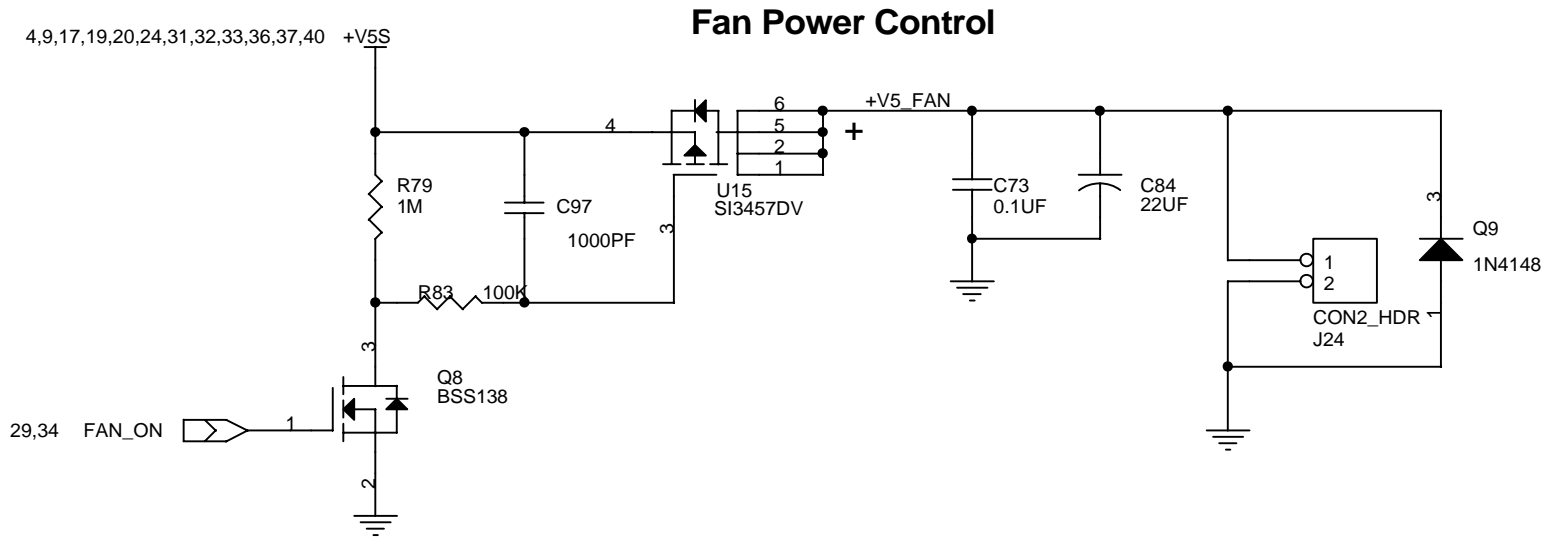 Fan Power Control
4,9,17,19,20,24,31,32,33,36,37,40 +V5S
6 +V5_FAN
4 5 +
2
1
R79
1M
C97
1000PF
U15
SI3457DV
3
C73
0.1UF
C84
22UF
3
Q9
1N4148
1
2
CON2_HDR
J24
1
R83 100K
3
Q8
BSS138
29,34 FAN_ON 1
2